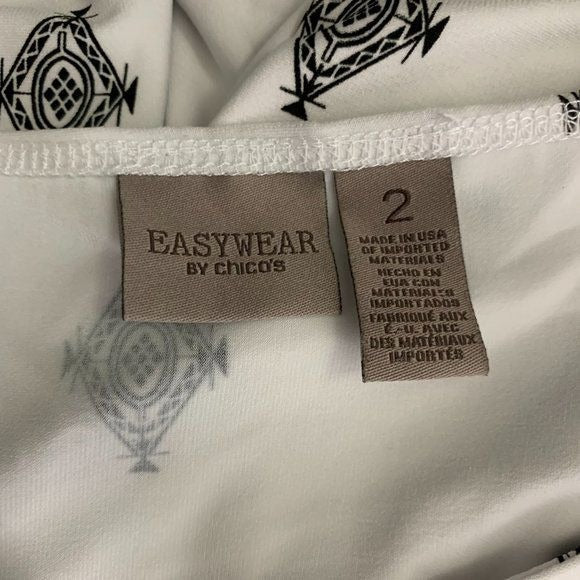 EASYWEAR
BY chico's
2
MADE IN USA
OF IMPORTED
MATERIALS
HECHO EN
EUA CON
MATERIALES
IMPORTADOS
FABRIQUÉ AUX
É.-U. AVEC
DES MATÉRIAUX
IMPORTÉS